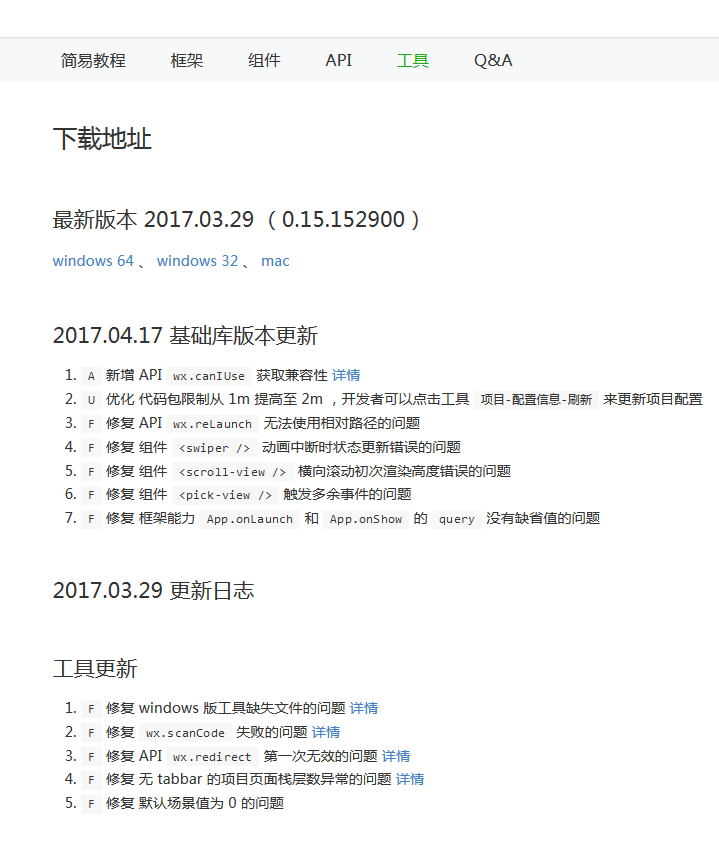 简易教程 框架 组件 API 工具 Q&A
下载地址
最新版本 2017.03.29 （ 0.15.152900 ）
windows 64 、 windows 32 、 mac
2017.04.17 基础库版本更新
1. A 新增 API wx.canIUse 获取兼容性 详情
2. U 优化 代码包限制从 1m 提高至 2m ，开发者可以点击工具 项目-配置信息-刷新 来更新项目配置
3. F 修复 API wx.reLaunch 无法使用相对路径的问题
4. F 修复 组件 <swiper /> 动画中断时状态更新错误的问题
5. F 修复 组件 <scroll-view /> 横向滚动初次渲染高度错误的问题
6. F 修复 组件 <pick-view /> 触发多余事件的问题
7. F 修复 框架能力 App.onLaunch 和 App.onShow 的 query 没有缺省值的问题
2017.03.29 更新日志
工具更新
1. F 修复 windows 版工具缺失文件的问题 详情
2. F 修复 wx.scanCode 失败的问题 详情
3. F 修复 API wx.redirect 第一次无效的问题 详情
4. F 修复 无 tabbar 的项目页面栈层数异常的问题 详情
5. F 修复 默认场景值为 0 的问题